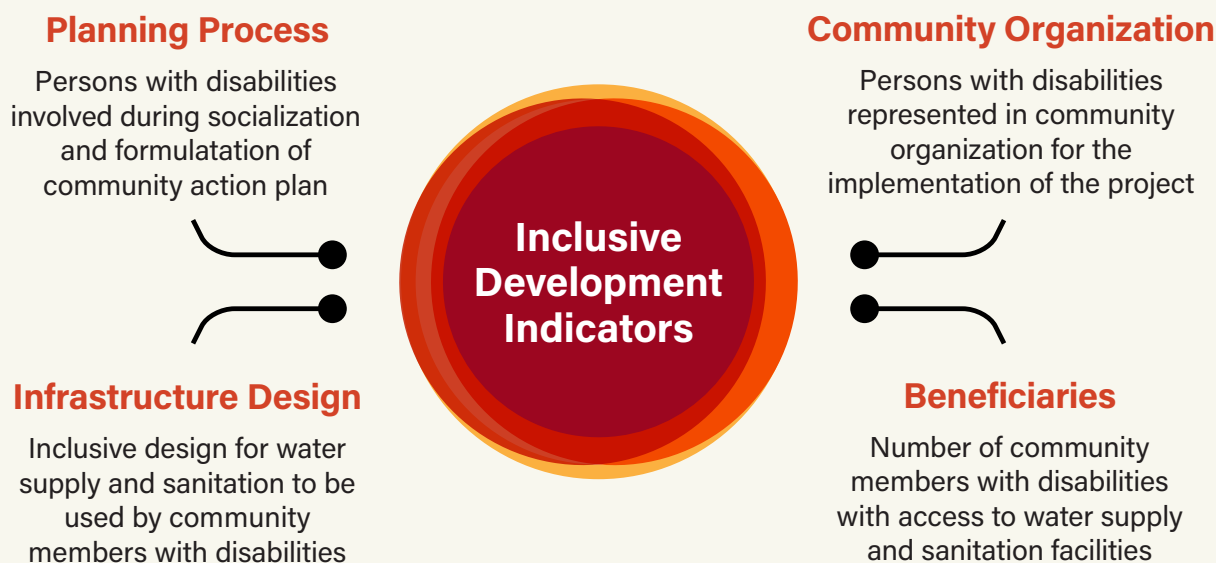 Planning Process
Persons with disabilities
involved during socialization
and formulatation of
community action plan
Community Organization
Persons with disabilities
represented in community
organization for the
implementation of the project
Inclusive
Development
Indicators
Infrastructure Design
Inclusive design for water
supply and sanitation to be
used by community
members with disabilities
Beneficiaries
Number of community
members with disabilities
with access to water supply
and sanitation facilities